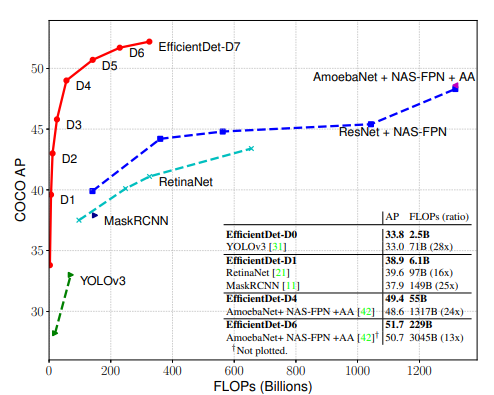 COCO AP
50
45
40
35
30
EfficientDet-D7
D6
D5
D4
D3
D2
D1
AmoebaNet + NAS-FPN + AA
ResNet + NAS-FPN
RetinaNet
MaskRCNN
YOLOv3
AP FLOPs (ratio)
EfficientDet-D0 33.8 2.5B
YOLOv3 [31] 33.0 71B (28x)
EfficientDet-D1 38.9 6.1B
RetinaNet [21] 39.6 97B (16x)
MaskRCNN [11] 37.9 149B (25x)
EfficientDet-D4 49.4 55B
AmoebaNet+ NAS-FPN +AA [42] 48.6 1317B (24x)
EfficientDet-D6 51.7 229B
AmoebaNet+ NAS-FPN +AA [42]† 50.7 3045B (13x)
†Not plotted.
0 200 400 600 800 1000 1200
FLOPs (Billions)